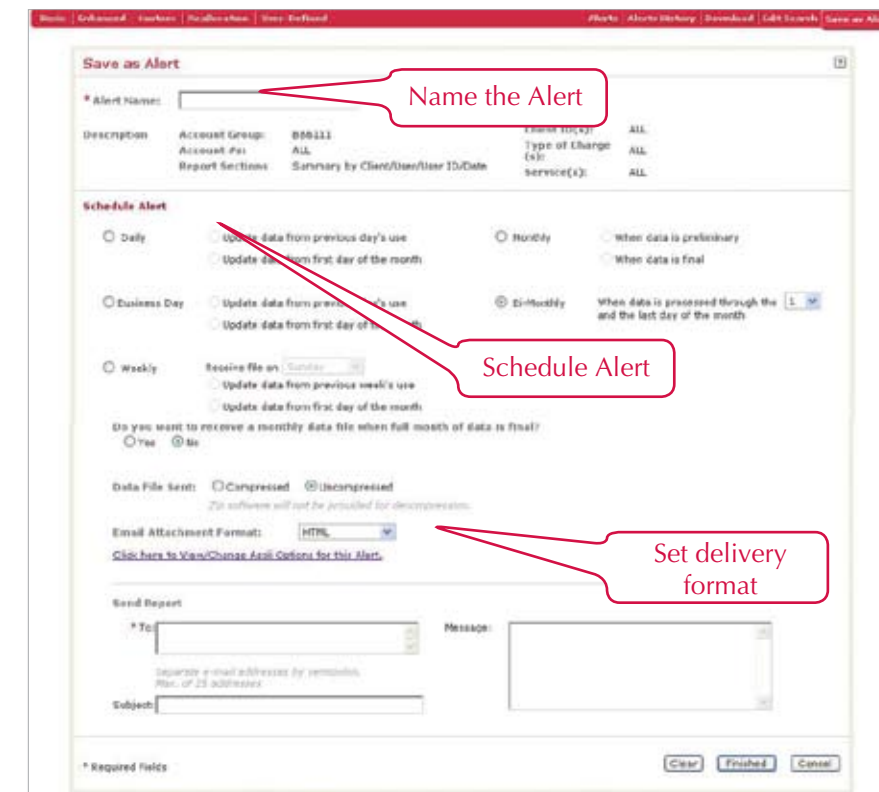 Basic | Enhanced Custom | Reallocation | User Defined
Alerts | Alerts History | Download | Edit Search | Save as Al
Save as Alert
?
* Alert Name:
Name the Alert
Description
Account Group:
Account #s: ALL
Report Sections Summary by Client/User/User ID/Date
Client ID(s): ALL
Type of Charge (s): ALL
Service(s): ALL
Schedule Alert
Daily
Update data from previous day's use
Update data from first day of the month
Monthly
When data is preliminary
When data is final
Business Day
Update data from previous day's use
Update data from first day of the month
Bi-Monthly
When data is processed through the 1
and the last day of the month
Weekly
Receive file on Sunday
Update data from previous week's use
Update data from first day of the month
Schedule Alert
Do you want to receive a monthly data file when full month of data is final?
Yes No
Data File Sent: Compressed Uncompressed
Zip software will not be provided for decompression.
Email Attachment Format: HTML
Click here to View/Change Ascii Options for this Alert.
Set delivery
format
Send Report
* To:
Message:
Separate e-mail addresses by semicolon.
Max. of 25 addresses
Subject:
* Required Fields
Clear Finished Cancel